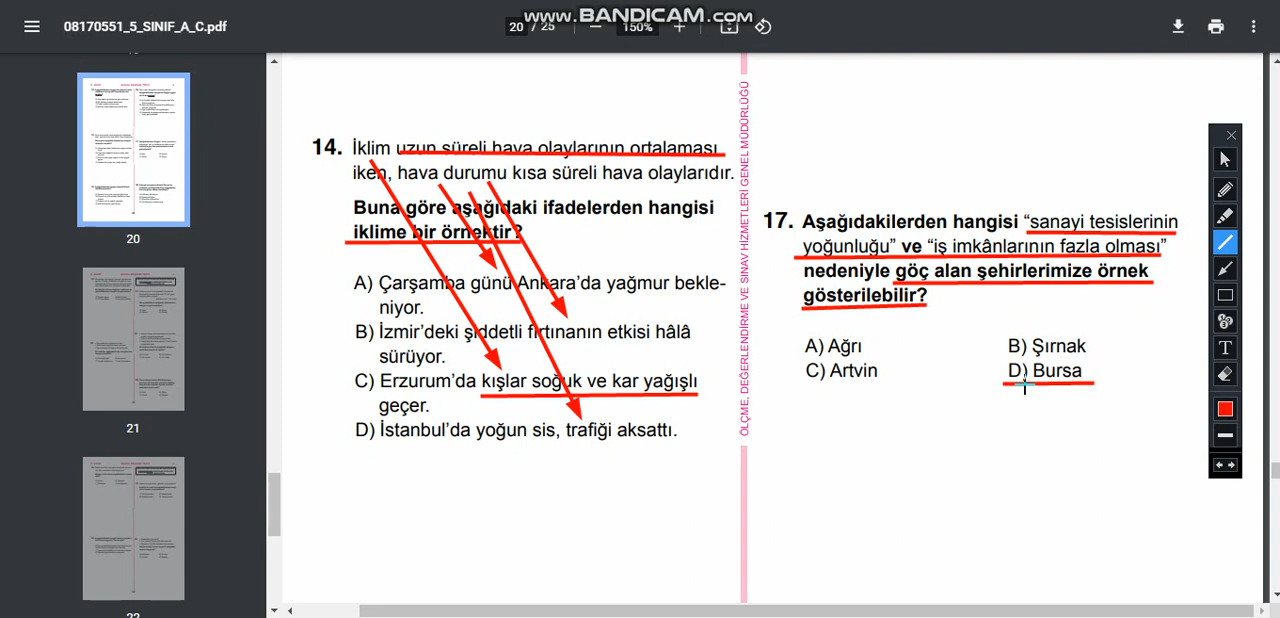 www.BANDICAM.com
08170551_5_SINIF_A_C.pdf
20 / 25
150%
20
21
22
14. İklim uzun süreli hava olaylarının ortalaması
iken, hava durumu kısa süreli hava olaylarıdır.
Buna göre aşağıdaki ifadelerden hangisi
iklime bir örnektir?
A) Çarşamba günü Ankara’da yağmur bekle-
niyor.
B) İzmir’deki şiddetli fırtınanın etkisi hâlâ
sürüyor.
C) Erzurum’da kışlar soğuk ve kar yağışlı
geçer.
D) İstanbul’da yoğun sis, trafiği aksattı.
ÖLÇME, DEĞERLENDİRME VE SINAV HİZMETLERİ GENEL MÜDÜRLÜĞÜ
17. Aşağıdakilerden hangisi “sanayi tesislerinin
yoğunluğu” ve “iş imkânlarının fazla olması”
nedeniyle göç alan şehirlerimize örnek
gösterilebilir?
A) Ağrı
B) Şırnak
C) Artvin
D) Bursa
T